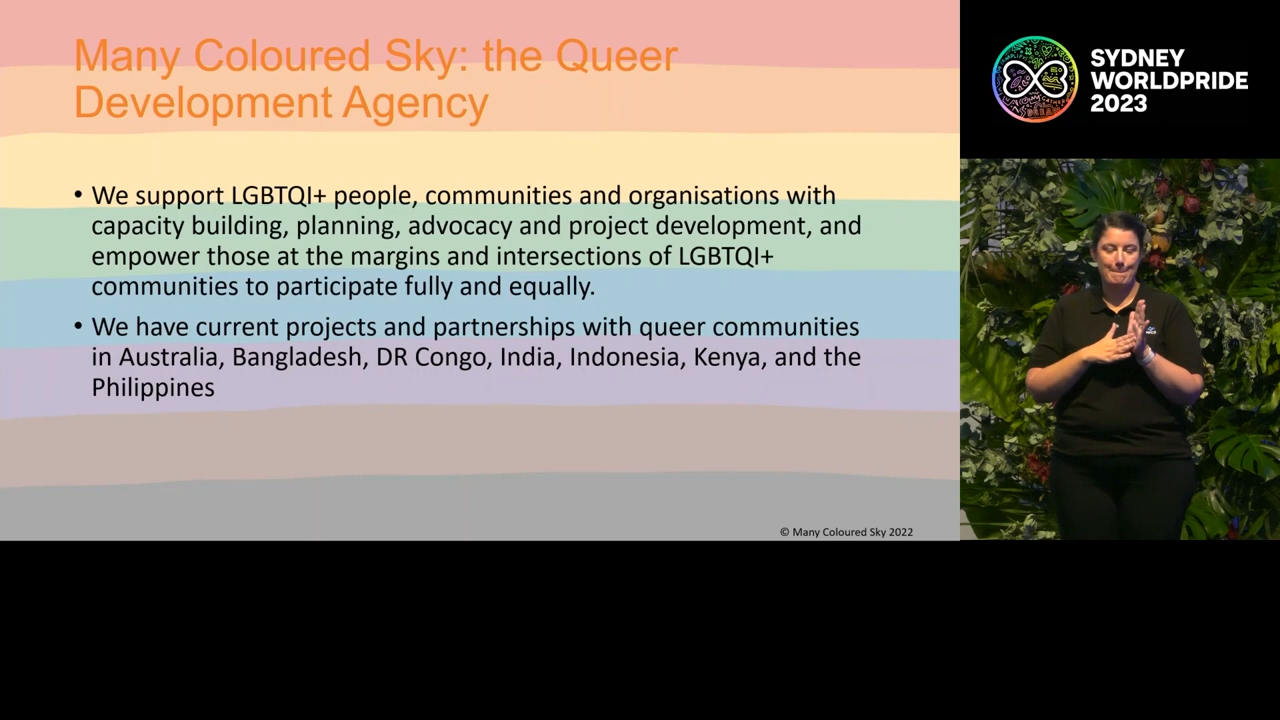 Many Coloured Sky: the Queer
Development Agency
• We support LGBTQI+ people, communities and organisations with
capacity building, planning, advocacy and project development, and
empower those at the margins and intersections of LGBTQI+
communities to participate fully and equally.
• We have current projects and partnerships with queer communities
in Australia, Bangladesh, DR Congo, India, Indonesia, Kenya, and the
Philippines
© Many Coloured Sky 2022
SYDNEY
WORLDPRIDE
2023